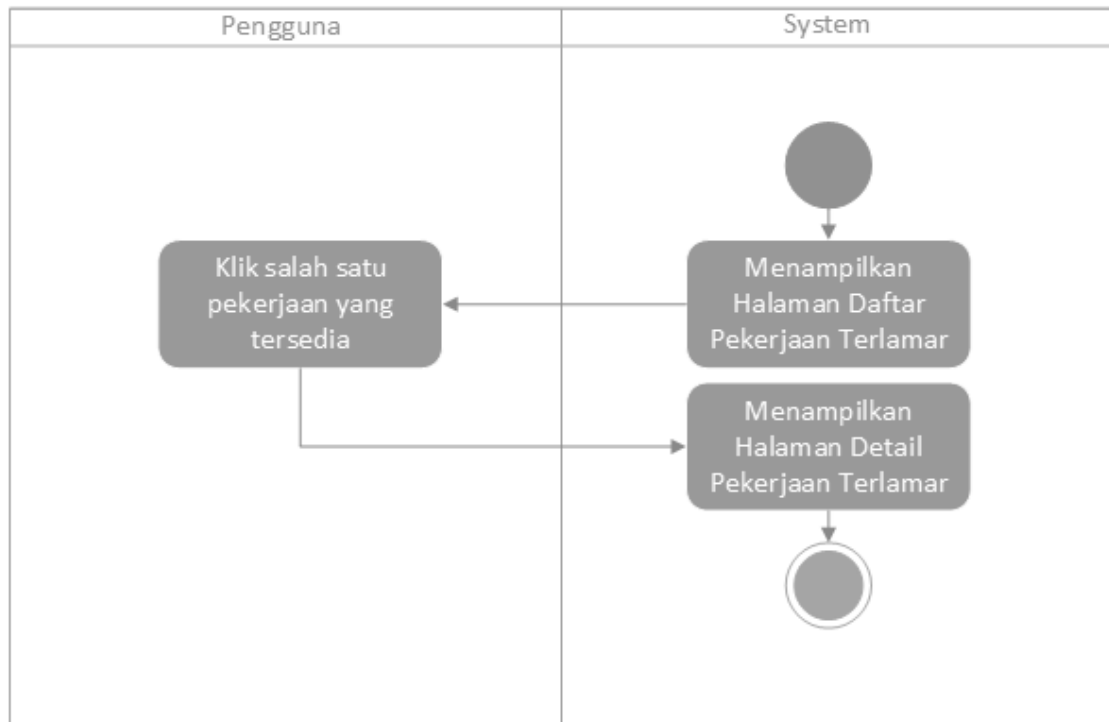 Pengguna
System
Klik salah satu
pekerjaan yang
tersedia
Menampilkan
Halaman Daftar
Pekerjaan Terlamar
Menampilkan
Halaman Detail
Pekerjaan Terlamar